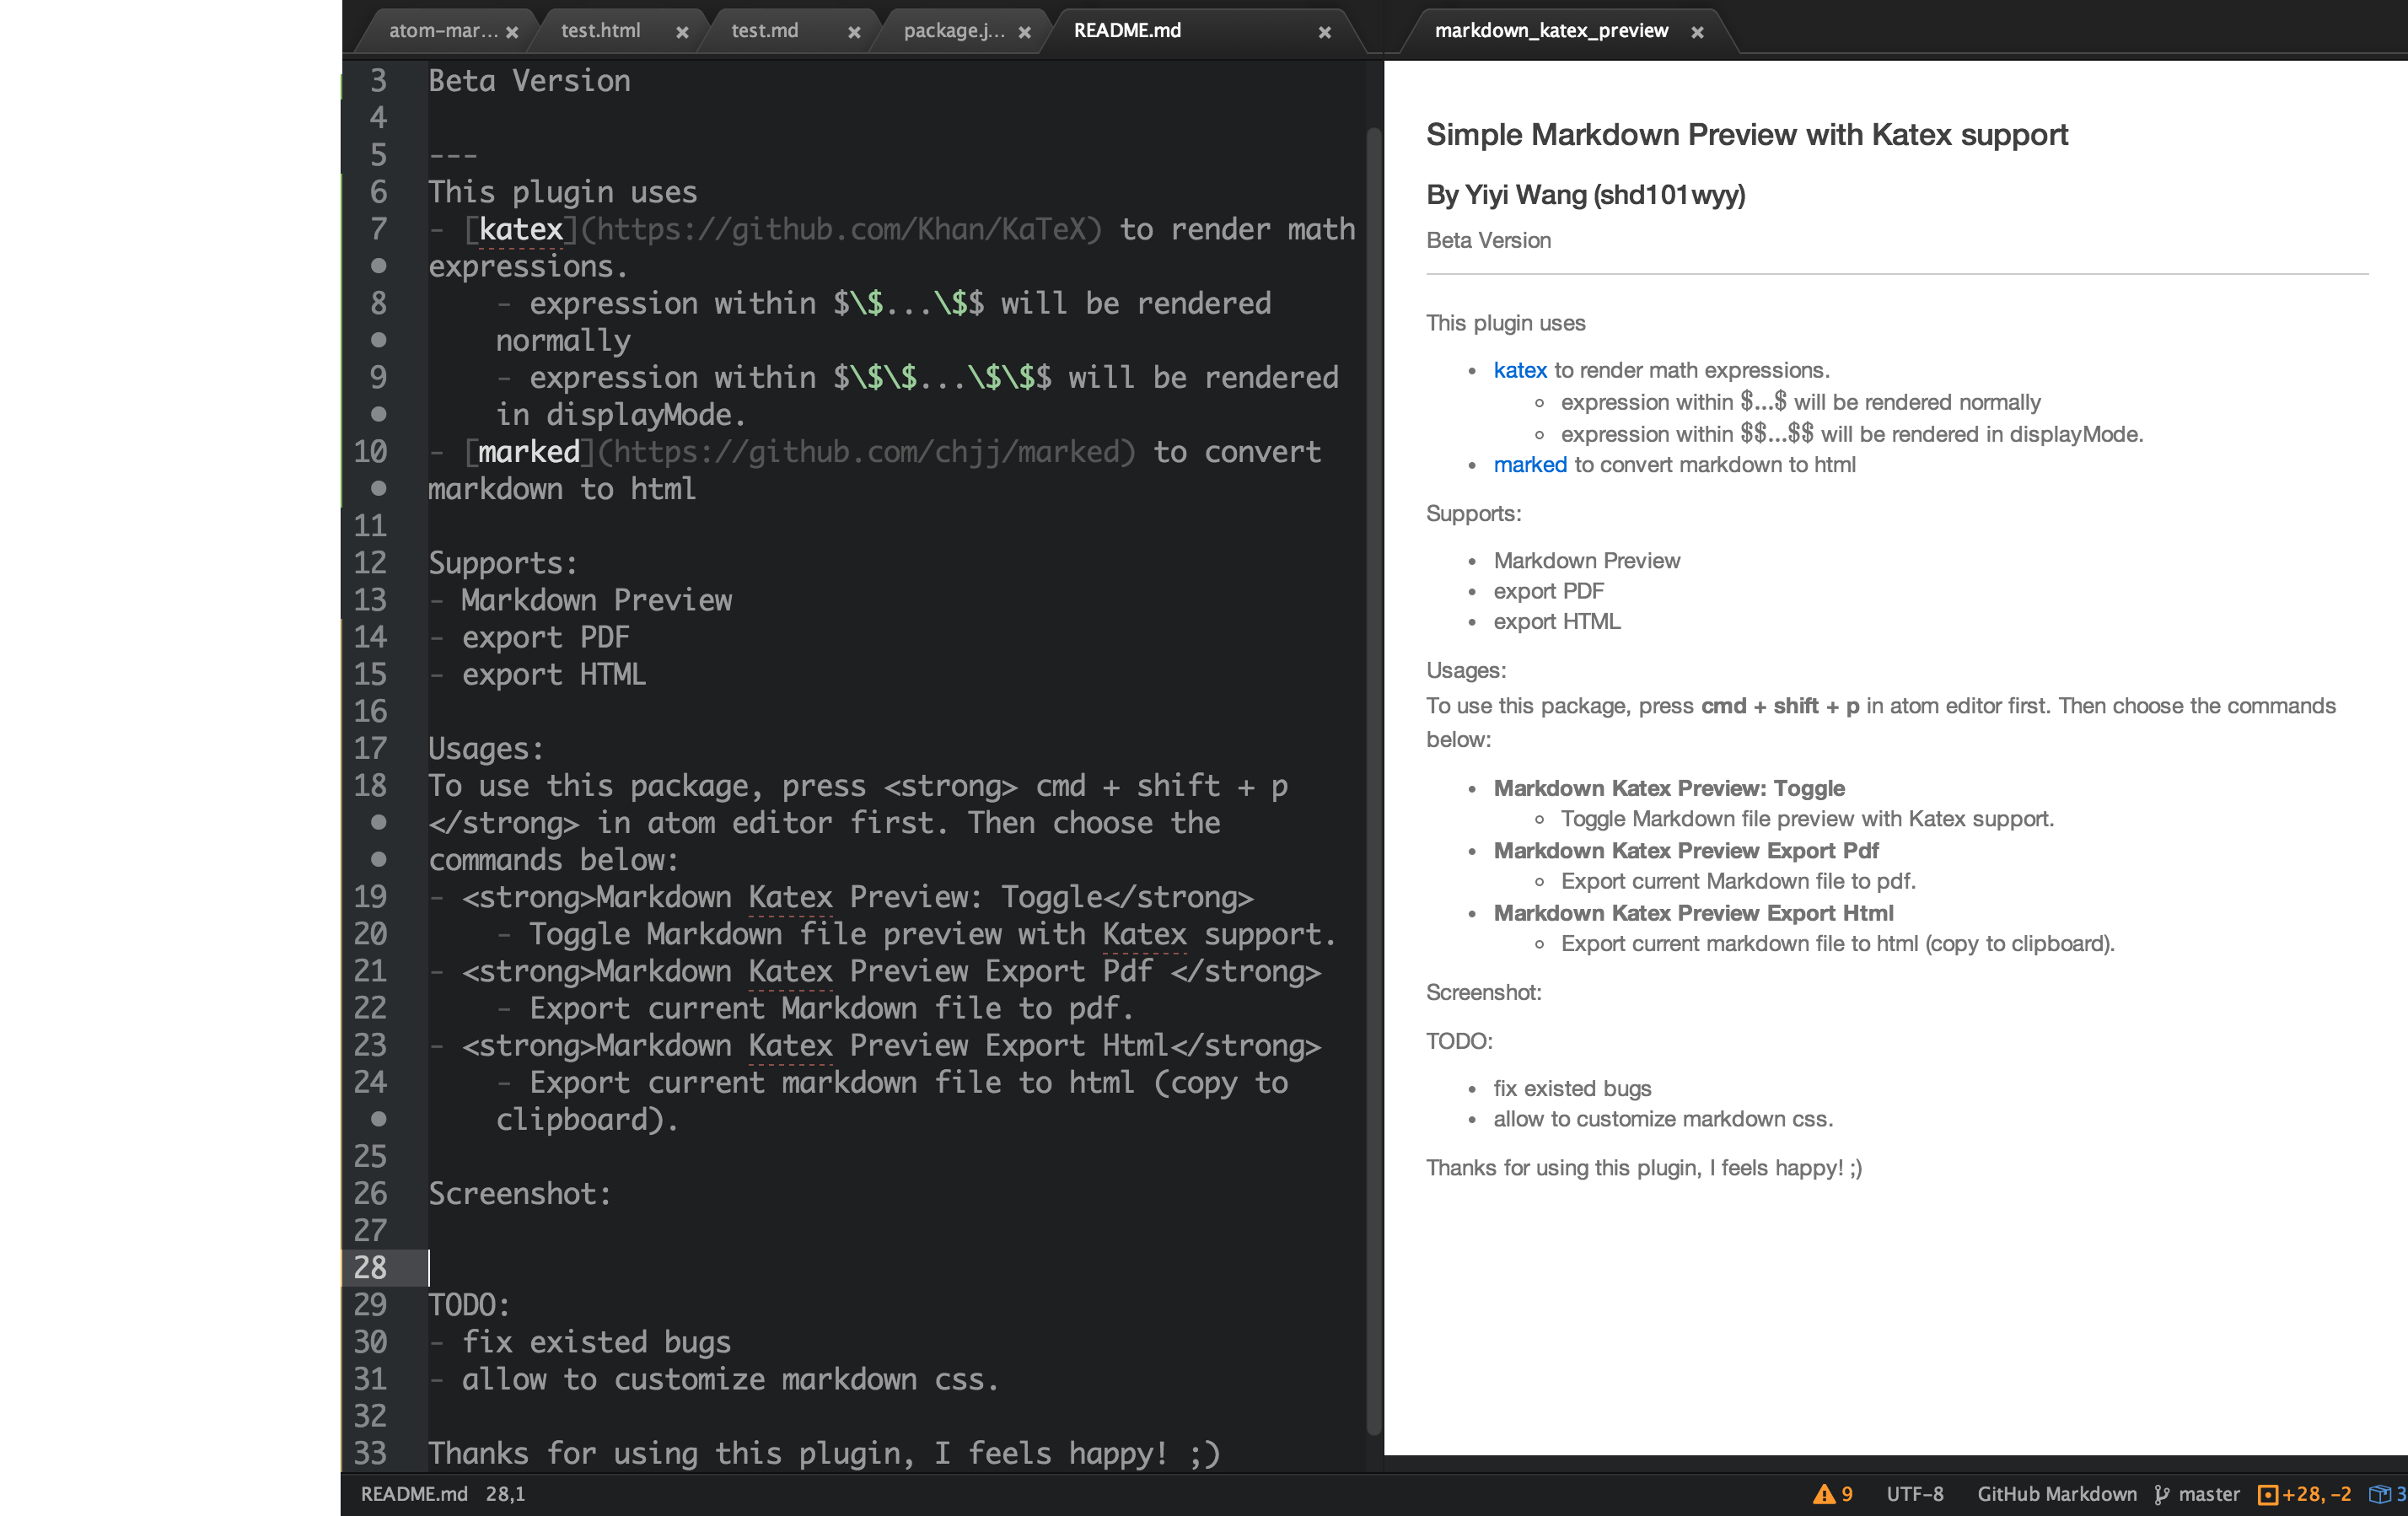 atom-mar... × test.html × test.md × package.j... × README.md ×
3 Beta Version
4
5 ---
6 This plugin uses
7 - [katex](https://github.com/Khan/KaTeX) to render math
• expressions.
8 - expression within $\$...\$$ will be rendered
• normally
9 - expression within $\$\$...\$\$$ will be rendered
• in displayMode.
10 - [marked](https://github.com/chjj/marked) to convert
• markdown to html
11
12 Supports:
13 - Markdown Preview
14 - export PDF
15 - export HTML
16
17 Usages:
18 To use this package, press <strong> cmd + shift + p
• </strong> in atom editor first. Then choose the
• commands below:
19 - <strong>Markdown Katex Preview: Toggle</strong>
20 - Toggle Markdown file preview with Katex support.
21 - <strong>Markdown Katex Preview Export Pdf </strong>
22 - Export current Markdown file to pdf.
23 - <strong>Markdown Katex Preview Export Html</strong>
24 - Export current markdown file to html (copy to
• clipboard).
25
26 Screenshot:
27
28
29 TODO:
30 - fix existed bugs
31 - allow to customize markdown css.
32
33 Thanks for using this plugin, I feels happy! ;)
markdown_katex_preview ×
Simple Markdown Preview with Katex support
By Yiyi Wang (shd101wyy)
Beta Version
This plugin uses
• katex to render math expressions.
◦ expression within $...$ will be rendered normally
◦ expression within $$...$$ will be rendered in displayMode.
• marked to convert markdown to html
Supports:
• Markdown Preview
• export PDF
• export HTML
Usages:
To use this package, press cmd + shift + p in atom editor first. Then choose the commands
below:
• Markdown Katex Preview: Toggle
◦ Toggle Markdown file preview with Katex support.
• Markdown Katex Preview Export Pdf
◦ Export current Markdown file to pdf.
• Markdown Katex Preview Export Html
◦ Export current markdown file to html (copy to clipboard).
Screenshot:
TODO:
• fix existed bugs
• allow to customize markdown css.
Thanks for using this plugin, I feels happy! ;)
README.md 28,1 9 UTF-8 GitHub Markdown master +28, -2 3